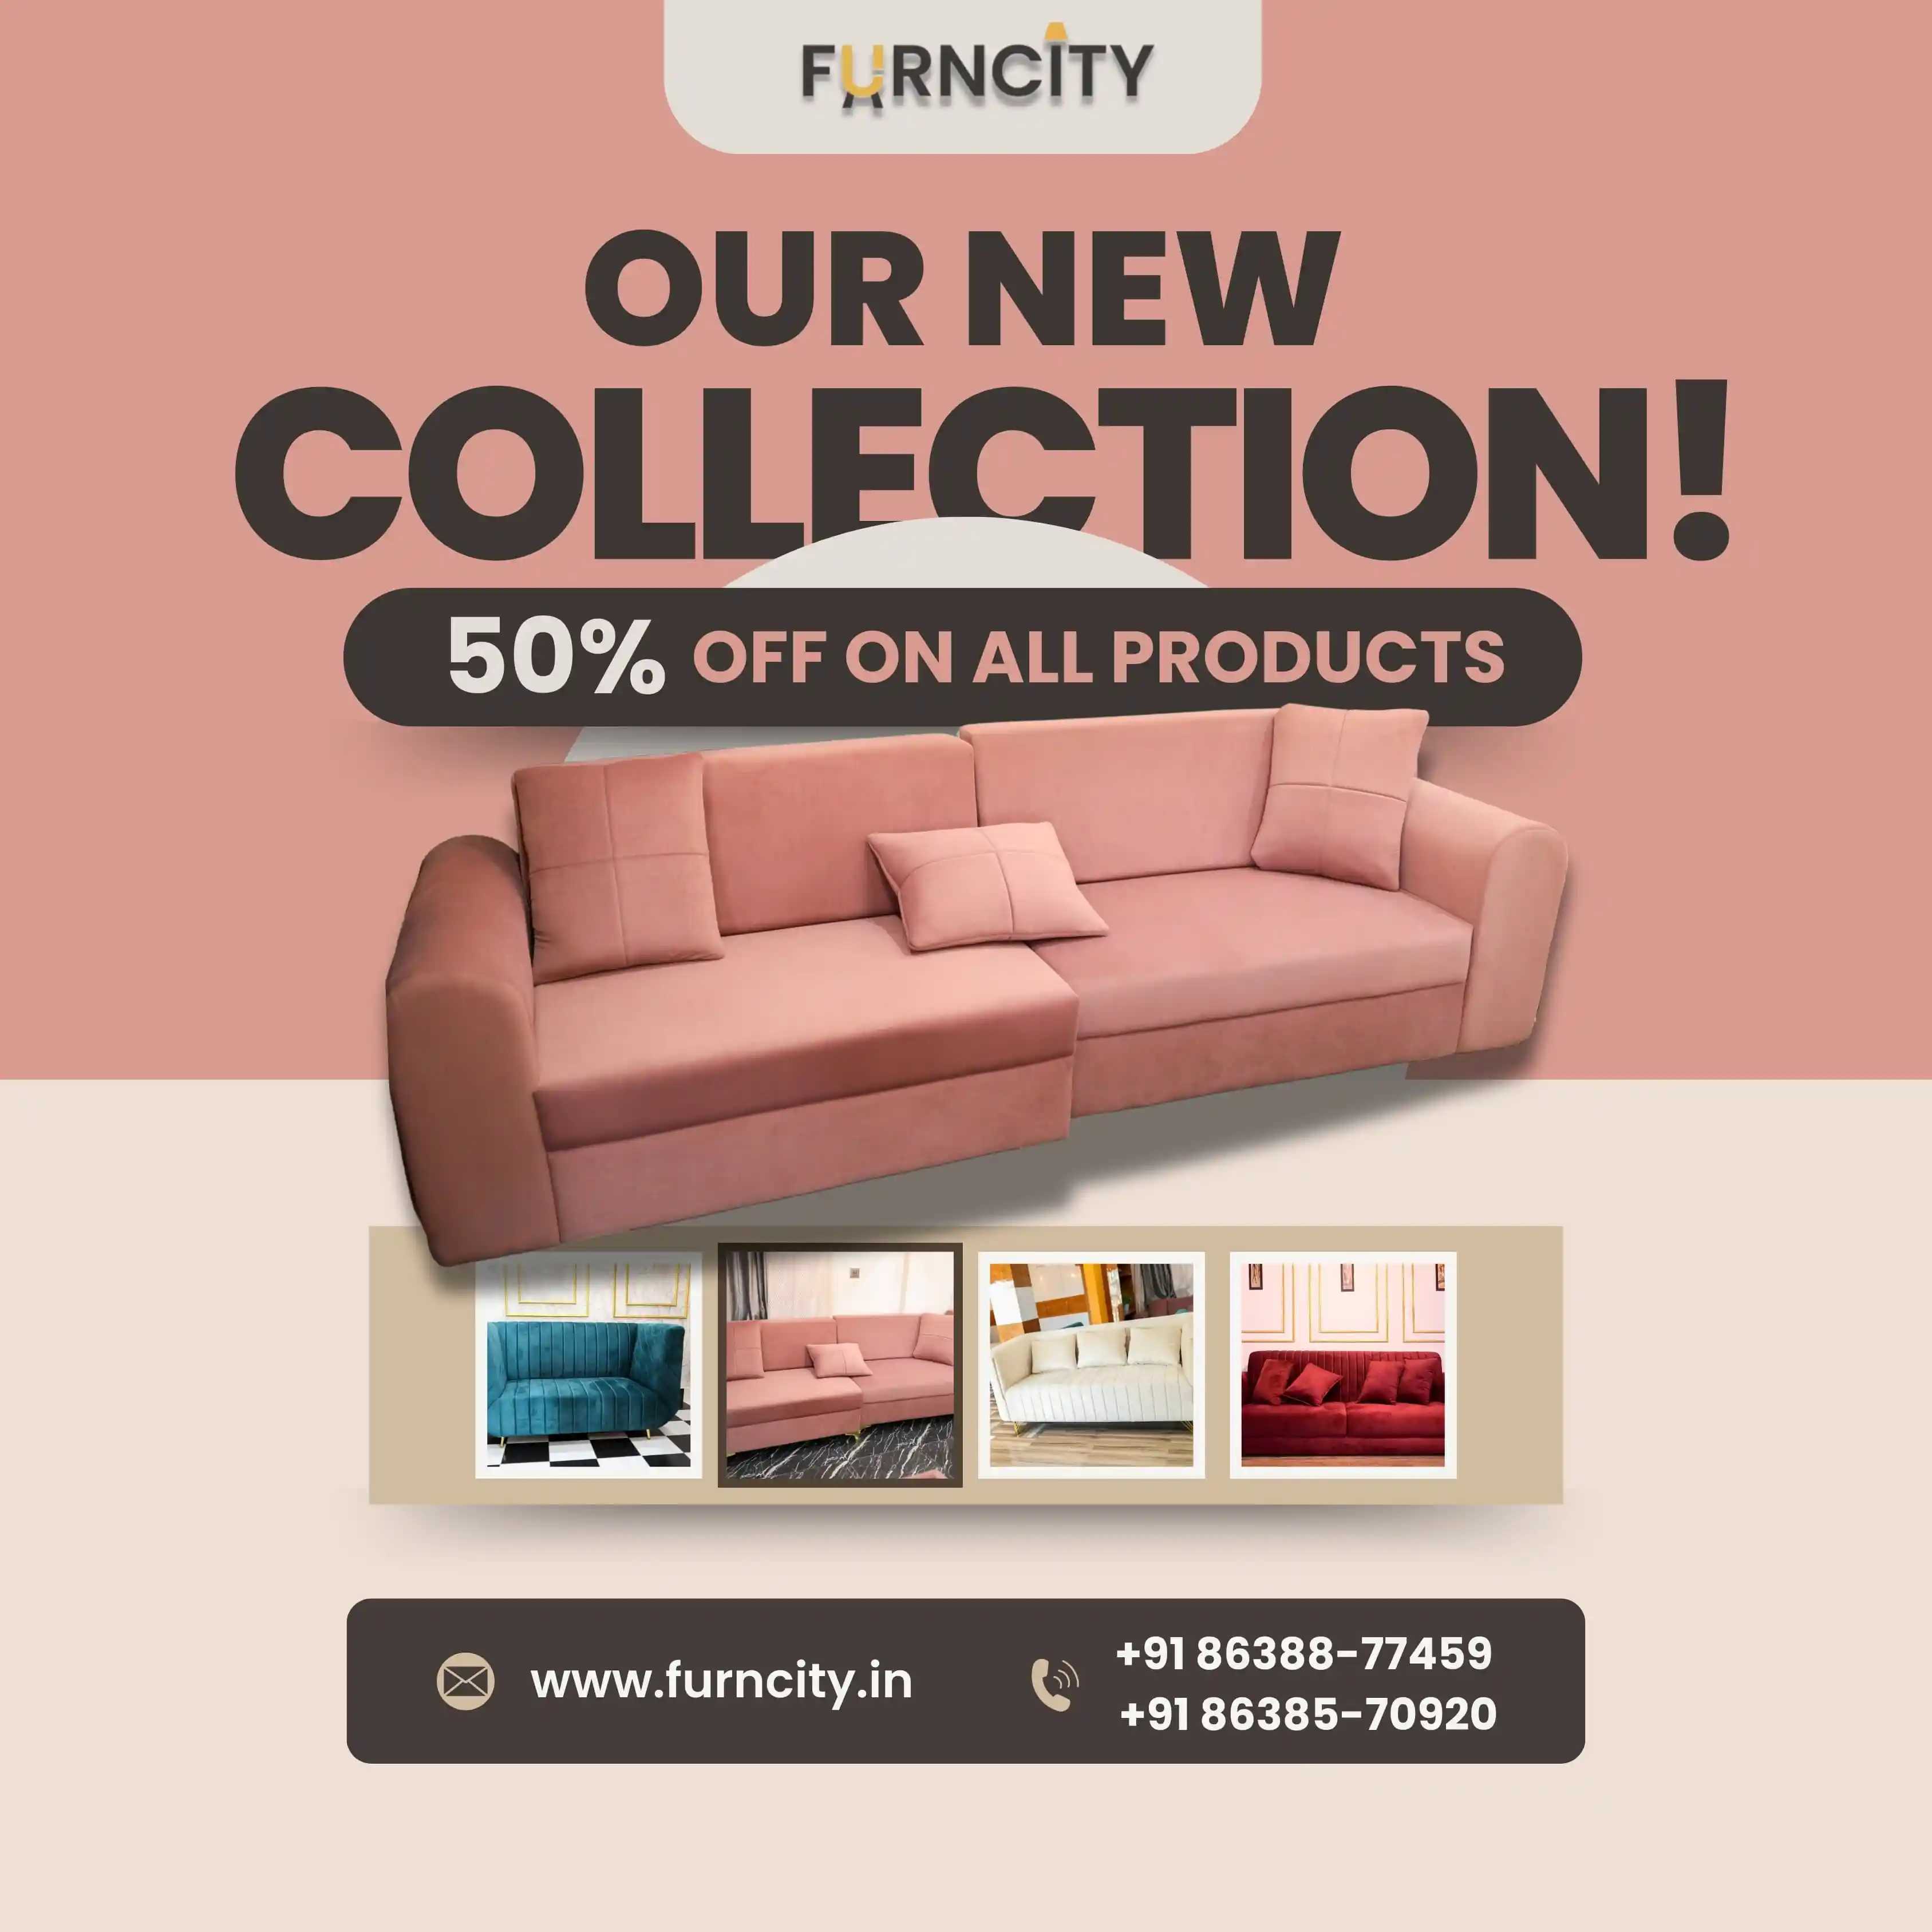 FURNCITY
OUR NEW
COLLECTION!
50% OFF ON ALL PRODUCTS
www.furncity.in
+91 86388-77459
+91 86385-70920